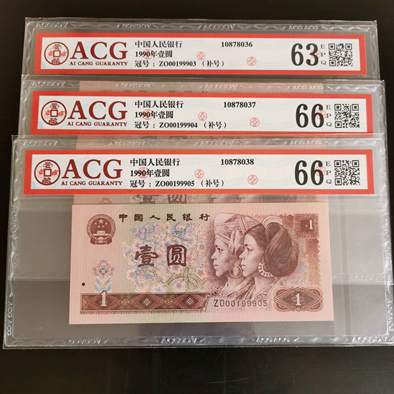 ACG
AI CANG GUARANTY
中国人民银行 10878036
1990年壹圆
冠号：ZO00199903 （补号）
63 EPQ
ACG
AI CANG GUARANTY
中国人民银行 10878037
1990年壹圆
冠号：ZO00199904 （补号）
66 EPQ
ACG
AI CANG GUARANTY
中国人民银行 10878038
1990年壹圆
冠号：ZO00199905 （补号）
66 EPQ
中国人民银行
1
壹圆
ZO00199905
1
1